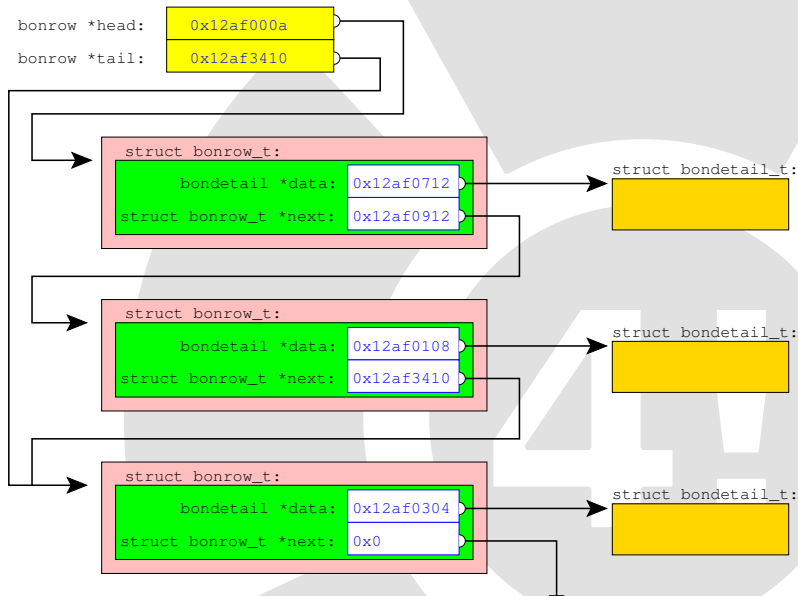 bonrow *head: 0x12af000a
bonrow *tail: 0x12af3410
struct bonrow_t:
struct bondetail_t:
bondetail *data: 0x12af0712
struct bonrow_t *next: 0x12af0912
struct bonrow_t:
struct bondetail_t:
bondetail *data: 0x12af0108
struct bonrow_t *next: 0x12af3410
struct bonrow_t:
struct bondetail_t:
bondetail *data: 0x12af0304
struct bonrow_t *next: 0x0
4!